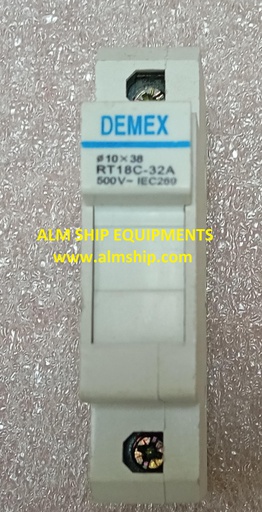 DEMEX
ø10×38
RT18C-32A
500V~ IEC269
ALM SHIP EQUIPMENTS
www.almship.com